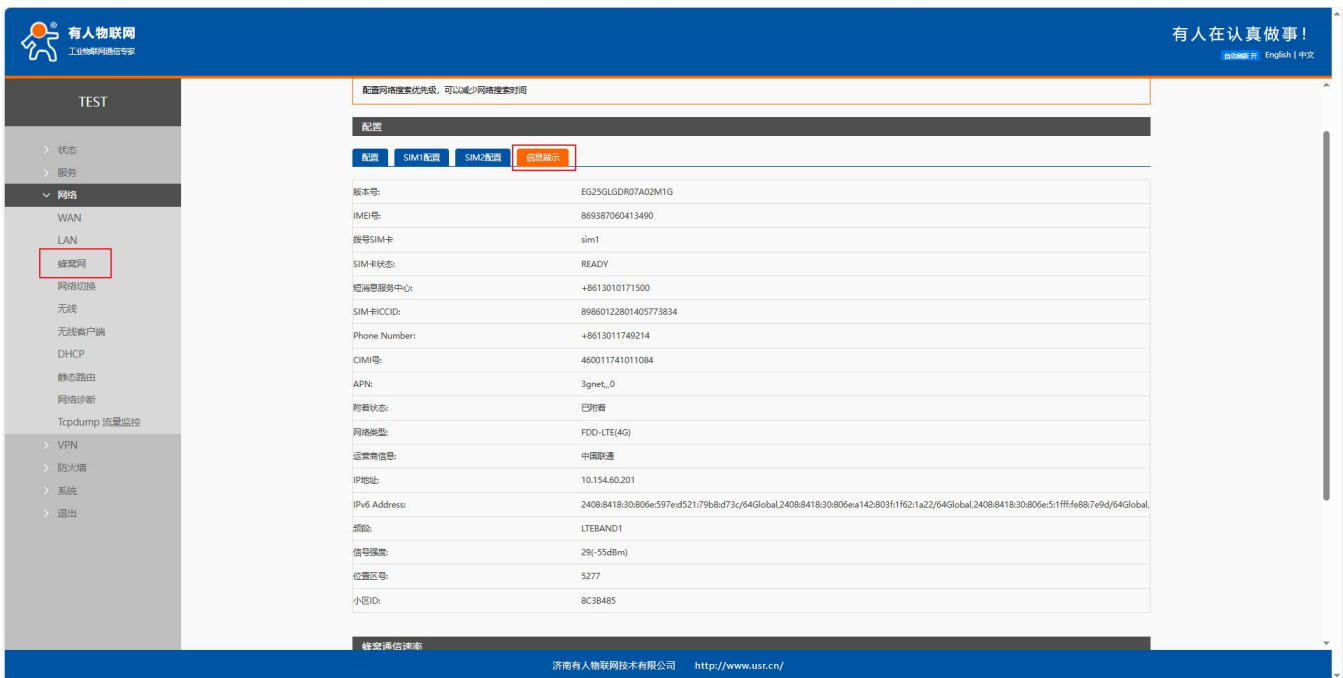 有人物联网
工业物联网通信专家
有人在认真做事!
自动刷新 开 English | 中文
TEST
状态
服务
网络
WAN
LAN
蜂窝网
网络切换
无线
无线客户端
DHCP
静态路由
网络诊断
Tcpdump 流量监控
VPN
防火墙
系统
退出
配置网络搜索优先级,可以减少网络搜索时间
配置
配置 SIM1配置 SIM2配置 信息展示
版本号: EG25GLGDR07A02M1G
IMEI号: 869387060413490
拨号SIM卡 sim1
SIM卡状态: READY
短消息服务中心: +8613010171500
SIM卡ICCID: 89860122801405773834
Phone Number: +8613011749214
CIMI号: 460011741011084
APN: 3gnet,,,0
附着状态: 已附着
网络类型: FDD-LTE(4G)
运营商信息: 中国联通
IP地址: 10.154.60.201
IPv6 Address: 2408:8418:30:806e:597e:d521:79b8:d73c/64Global,2408:8418:30:806e:a142:803f:1f62:1a22/64Global,2408:8418:30:806e:5:1fff:fe88:7e9d/64Global,
频段: LTEBAND1
信号强度: 29(-55dBm)
位置区号: 5277
小区ID: 8C3B485
蜂窝通信速率
济南有人物联网技术有限公司 http://www.usr.cn/